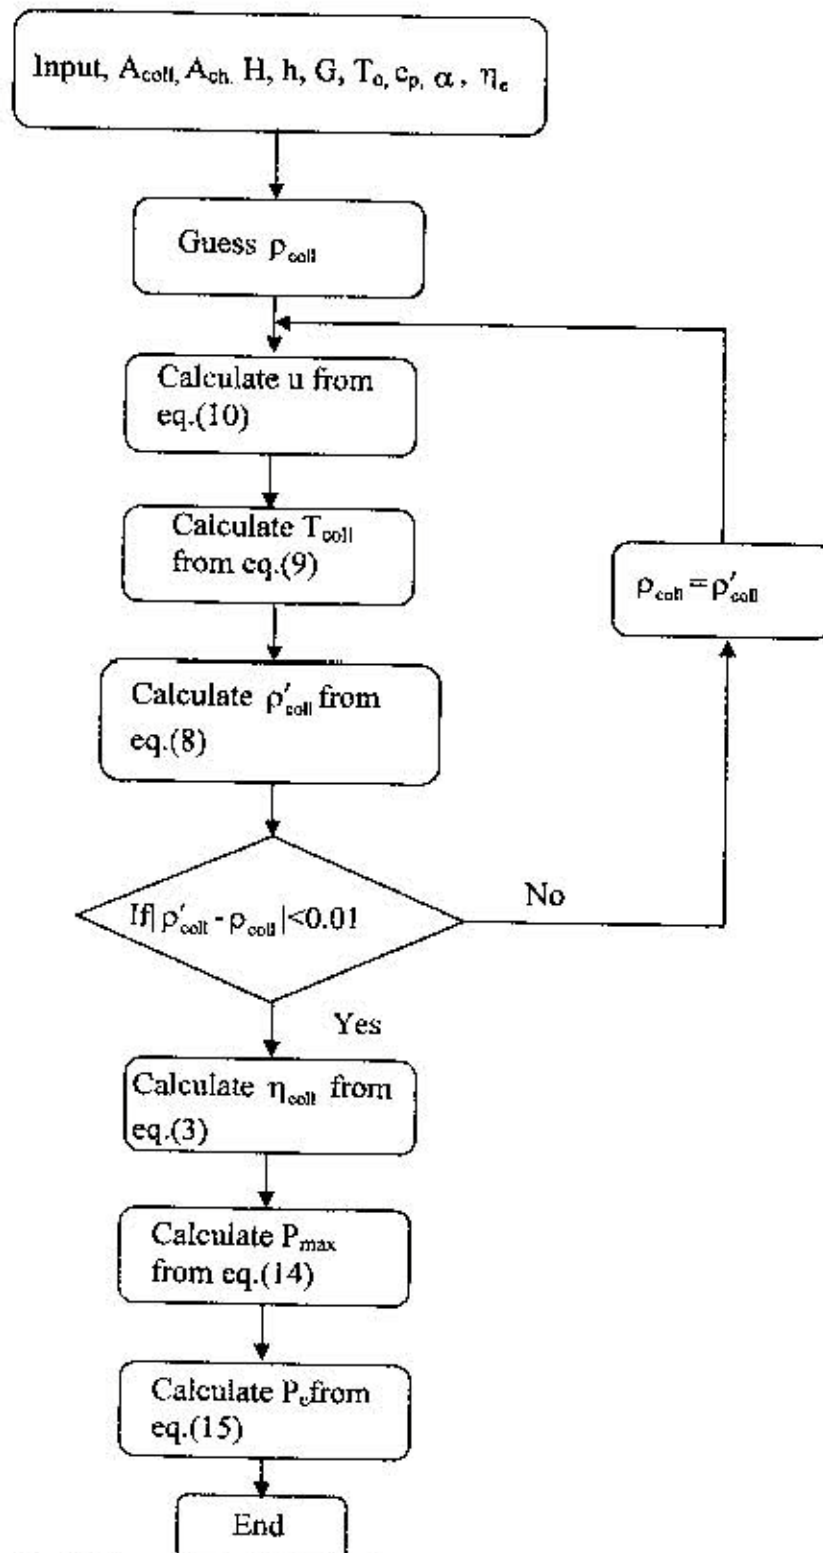 Input, A_coll, A_ch. H, h, G, T_o, c_p, α, η_e
Guess ρ_coll
Calculate u from
eq.(10)
Calculate T_coll
from eq.(9)
ρ_coll = ρ′_coll
Calculate ρ′_coll from
eq.(8)
If| ρ′_coll - ρ_coll |<0.01
No
Yes
Calculate η_coll from
eq.(3)
Calculate P_max
from eq.(14)
Calculate P_e from
eq.(15)
End